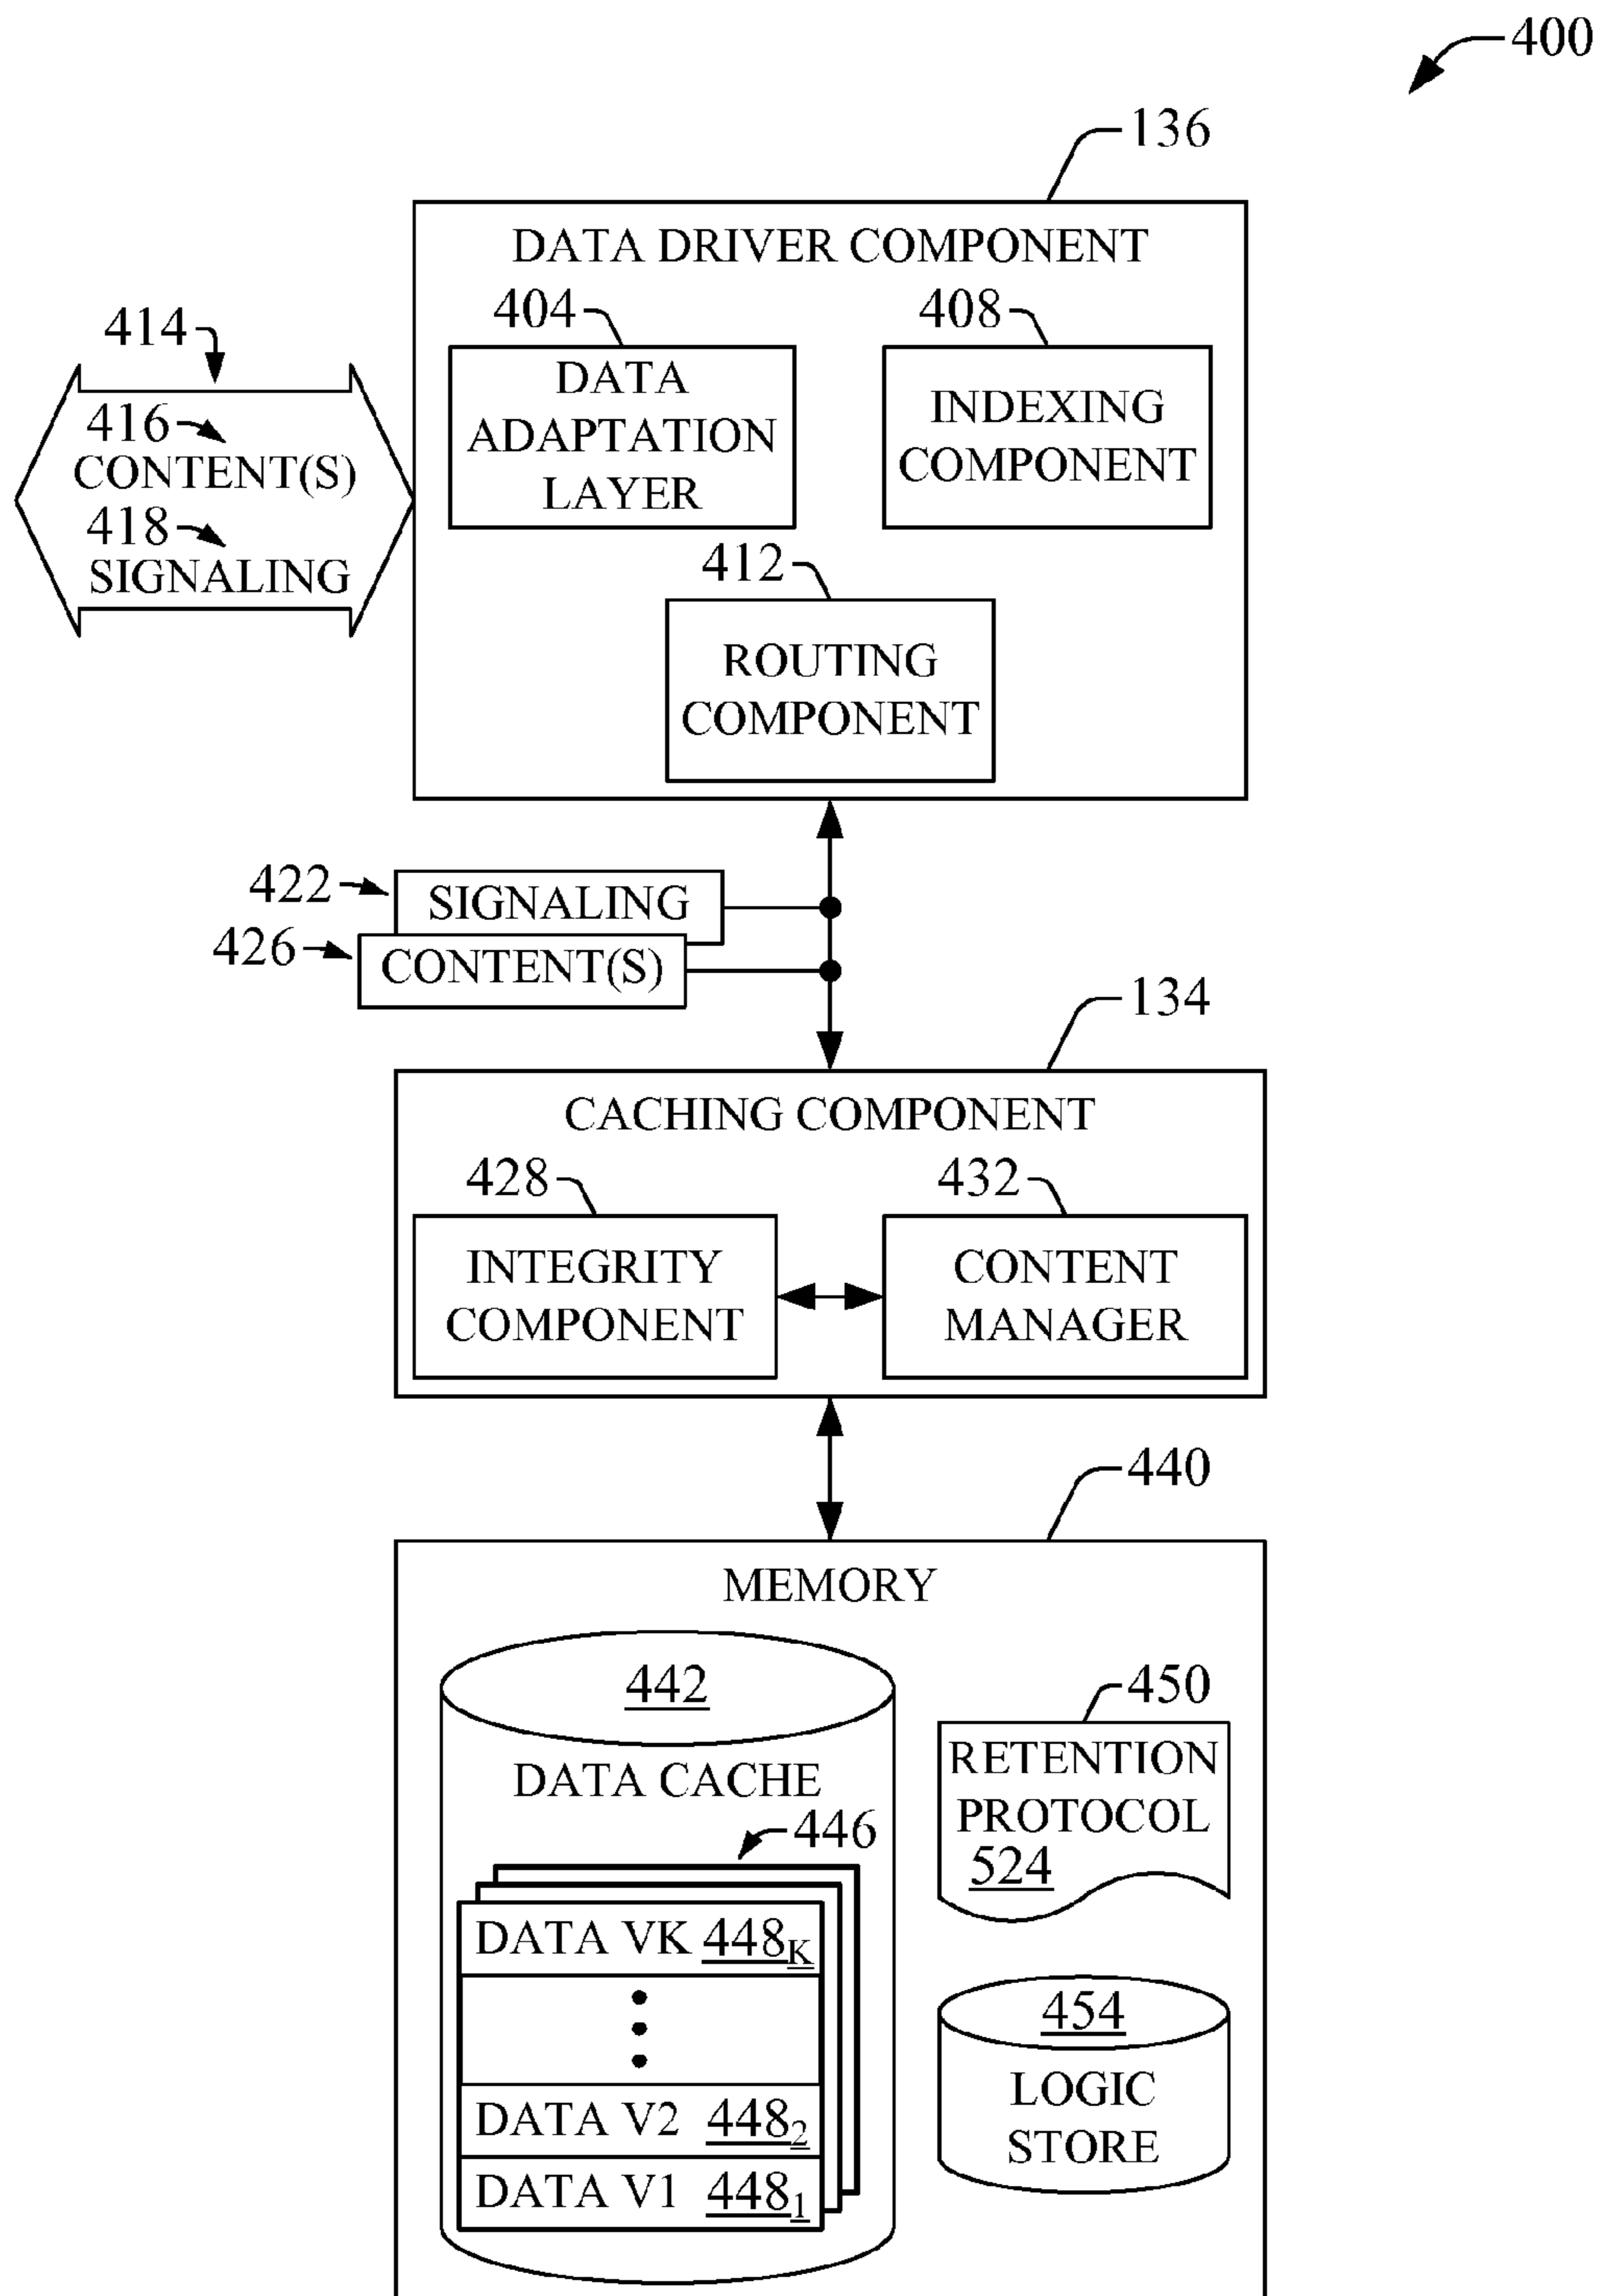 400
136
DATA DRIVER COMPONENT
404
408
DATA
ADAPTATION
LAYER
INDEXING
COMPONENT
414
416
CONTENT(S)
418
SIGNALING
412
ROUTING
COMPONENT
422
SIGNALING
426
CONTENT(S)
134
CACHING COMPONENT
428
432
INTEGRITY
COMPONENT
CONTENT
MANAGER
440
MEMORY
442
DATA CACHE
446
DATA VK 448K
DATA V2 4482
DATA V1 4481
450
RETENTION
PROTOCOL
524
454
LOGIC
STORE